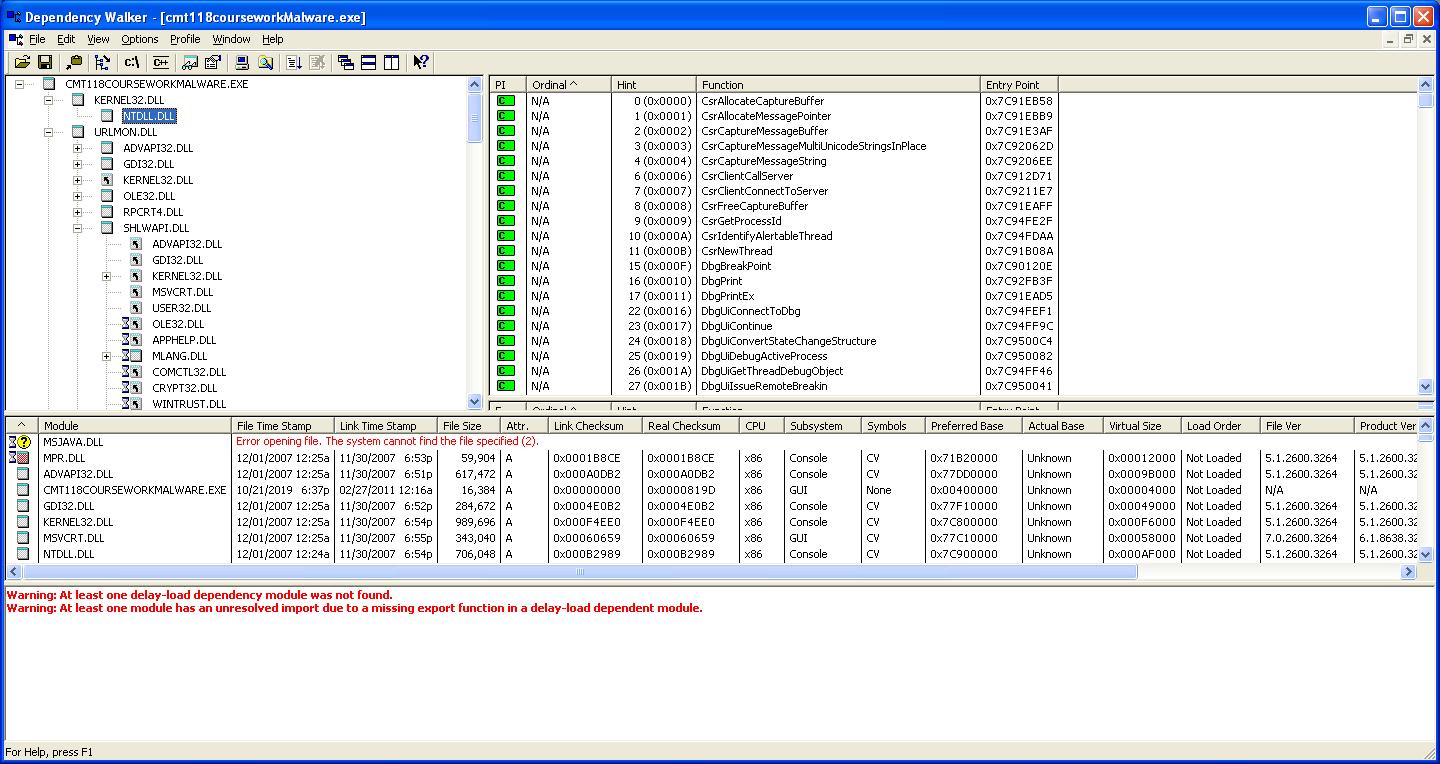 Dependency Walker - [cmt118courseworkMalware.exe]
File Edit View Options Profile Window Help
C:\ C++
CMT118COURSEWORKMALWARE.EXE
KERNEL32.DLL
NTDLL.DLL
URLMON.DLL
ADVAPI32.DLL
GDI32.DLL
KERNEL32.DLL
OLE32.DLL
RPCRT4.DLL
SHLWAPI.DLL
ADVAPI32.DLL
GDI32.DLL
KERNEL32.DLL
MSVCRT.DLL
USER32.DLL
OLE32.DLL
APPHELP.DLL
MLANG.DLL
COMCTL32.DLL
CRYPT32.DLL
WINTRUST.DLL
PI Ordinal ^ Hint Function Entry Point
C N/A 0 (0x0000) CsrAllocateCaptureBuffer 0x7C91EB58
C N/A 1 (0x0001) CsrAllocateMessagePointer 0x7C91EBB9
C N/A 2 (0x0002) CsrCaptureMessageBuffer 0x7C91E3AF
C N/A 3 (0x0003) CsrCaptureMessageMultiUnicodeStringsInPlace 0x7C92062D
C N/A 4 (0x0004) CsrCaptureMessageString 0x7C9206EE
C N/A 6 (0x0006) CsrClientCallServer 0x7C912D71
C N/A 7 (0x0007) CsrClientConnectToServer 0x7C9211E7
C N/A 8 (0x0008) CsrFreeCaptureBuffer 0x7C91EAFF
C N/A 9 (0x0009) CsrGetProcessId 0x7C94FE2F
C N/A 10 (0x000A) CsrIdentifyAlertableThread 0x7C94FDAA
C N/A 11 (0x000B) CsrNewThread 0x7C91B08A
C N/A 15 (0x000F) DbgBreakPoint 0x7C90120E
C N/A 16 (0x0010) DbgPrint 0x7C92FB3F
C N/A 17 (0x0011) DbgPrintEx 0x7C91EAD5
C N/A 22 (0x0016) DbgUiConnectToDbg 0x7C94FEF1
C N/A 23 (0x0017) DbgUiContinue 0x7C94FF9C
C N/A 24 (0x0018) DbgUiConvertStateChangeStructure 0x7C9500C4
C N/A 25 (0x0019) DbgUiDebugActiveProcess 0x7C950082
C N/A 26 (0x001A) DbgUiGetThreadDebugObject 0x7C94FF46
C N/A 27 (0x001B) DbgUiIssueRemoteBreakin 0x7C950041
E Ordinal ^ Hint Function Entry Point
^ Module File Time Stamp Link Time Stamp File Size Attr. Link Checksum Real Checksum CPU Subsystem Symbols Preferred Base Actual Base Virtual Size Load Order File Ver Product Ver
MSJAVA.DLL Error opening file. The system cannot find the file specified (2).
MPR.DLL 12/01/2007 12:25a 11/30/2007 6:53p 59,904 A 0x0001B8CE 0x0001B8CE x86 Console CV 0x71B20000 Unknown 0x00012000 Not Loaded 5.1.2600.3264 5.1.2600.32
ADVAPI32.DLL 12/01/2007 12:25a 11/30/2007 6:51p 617,472 A 0x000A0DB2 0x000A0DB2 x86 Console CV 0x77DD0000 Unknown 0x0009B000 Not Loaded 5.1.2600.3264 5.1.2600.32
CMT118COURSEWORKMALWARE.EXE 10/21/2019 6:37p 02/27/2011 12:16a 16,384 A 0x00000000 0x0000819D x86 GUI None 0x00400000 Unknown 0x00004000 Not Loaded N/A N/A
GDI32.DLL 12/01/2007 12:25a 11/30/2007 6:52p 284,672 A 0x0004E0B2 0x0004E0B2 x86 Console CV 0x77F10000 Unknown 0x00049000 Not Loaded 5.1.2600.3264 5.1.2600.32
KERNEL32.DLL 12/01/2007 12:25a 11/30/2007 6:54p 989,696 A 0x000F4EE0 0x000F4EE0 x86 Console CV 0x7C800000 Unknown 0x000F6000 Not Loaded 5.1.2600.3264 5.1.2600.32
MSVCRT.DLL 12/01/2007 12:25a 11/30/2007 6:55p 343,040 A 0x00060659 0x00060659 x86 GUI CV 0x77C10000 Unknown 0x00058000 Not Loaded 7.0.2600.3264 6.1.8638.32
NTDLL.DLL 12/01/2007 12:24a 11/30/2007 6:54p 706,048 A 0x000B2989 0x000B2989 x86 Console CV 0x7C900000 Unknown 0x000AF000 Not Loaded 5.1.2600.3264 5.1.2600.32
Warning: At least one delay-load dependency module was not found.
Warning: At least one module has an unresolved import due to a missing export function in a delay-load dependent module.
For Help, press F1